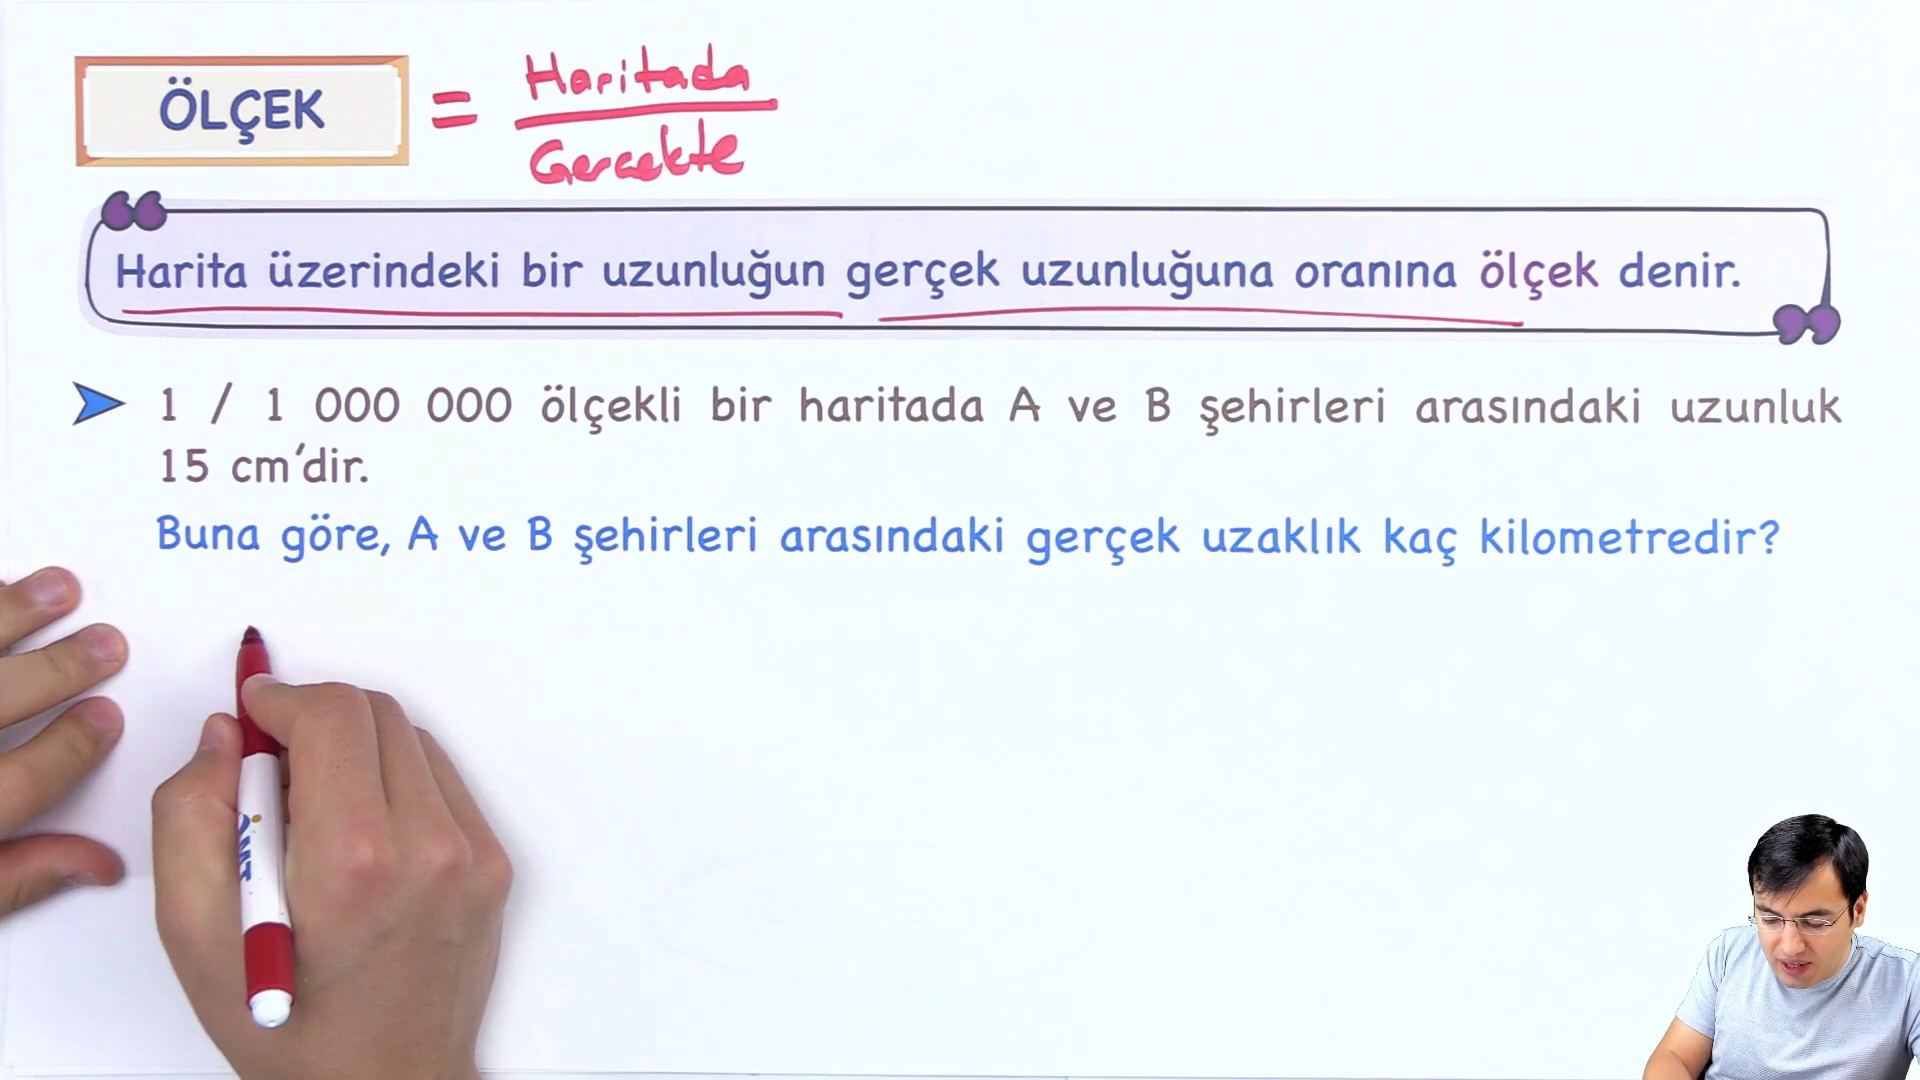 ÖLÇEK = Haritada
Gerçekte
Harita üzerindeki bir uzunluğun gerçek uzunluğuna oranına ölçek denir.
1 / 1 000 000 ölçekli bir haritada A ve B şehirleri arasındaki uzunluk
15 cm'dir.
Buna göre, A ve B şehirleri arasındaki gerçek uzaklık kaç kilometredir?